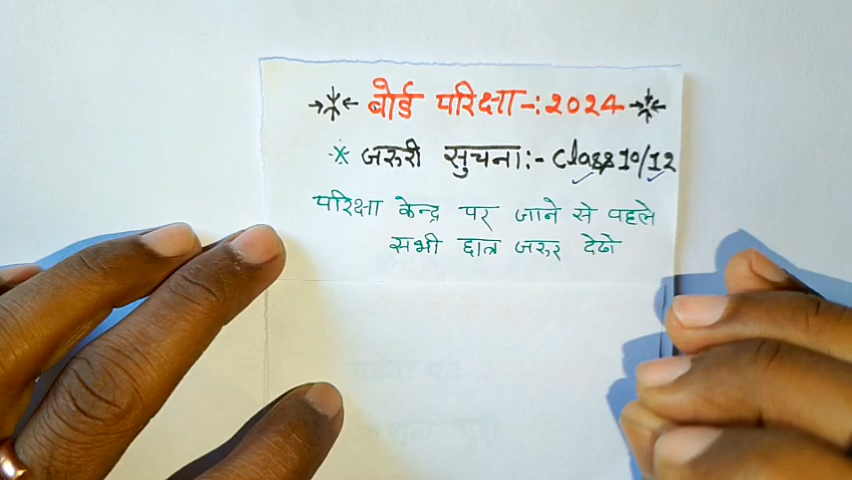 बोर्ड परिक्षा-:2024
* जरुरी सुचना:- Class 10/12
परिक्षा केन्द्र पर जाने से पहले
सभी छात्र जरुर देखे